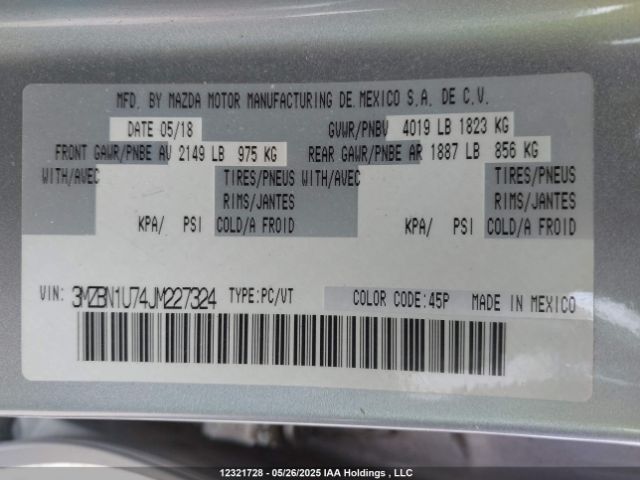 MFD. BY MAZDA MOTOR MANUFACTURING DE MEXICO S.A. DE C.V.
DATE 05/18 GVWR/PNBV 4019 LB 1823 KG
FRONT GAWR/PNBE AV 2149 LB 975 KG REAR GAWR/PNBE AR 1887 LB 856 KG
WITH/AVEC TIRES/PNEUS WITH/AVEC TIRES/PNEUS
RIMS/JANTES RIMS/JANTES
KPA/ PSI COLD/A FROID KPA/ PSI COLD/A FROID
VIN: 3MZBN1U74JM227324 TYPE:PC/VT COLOR CODE:45P MADE IN MEXICO
12321728 - 05/26/2025 IAA Holdings , LLC